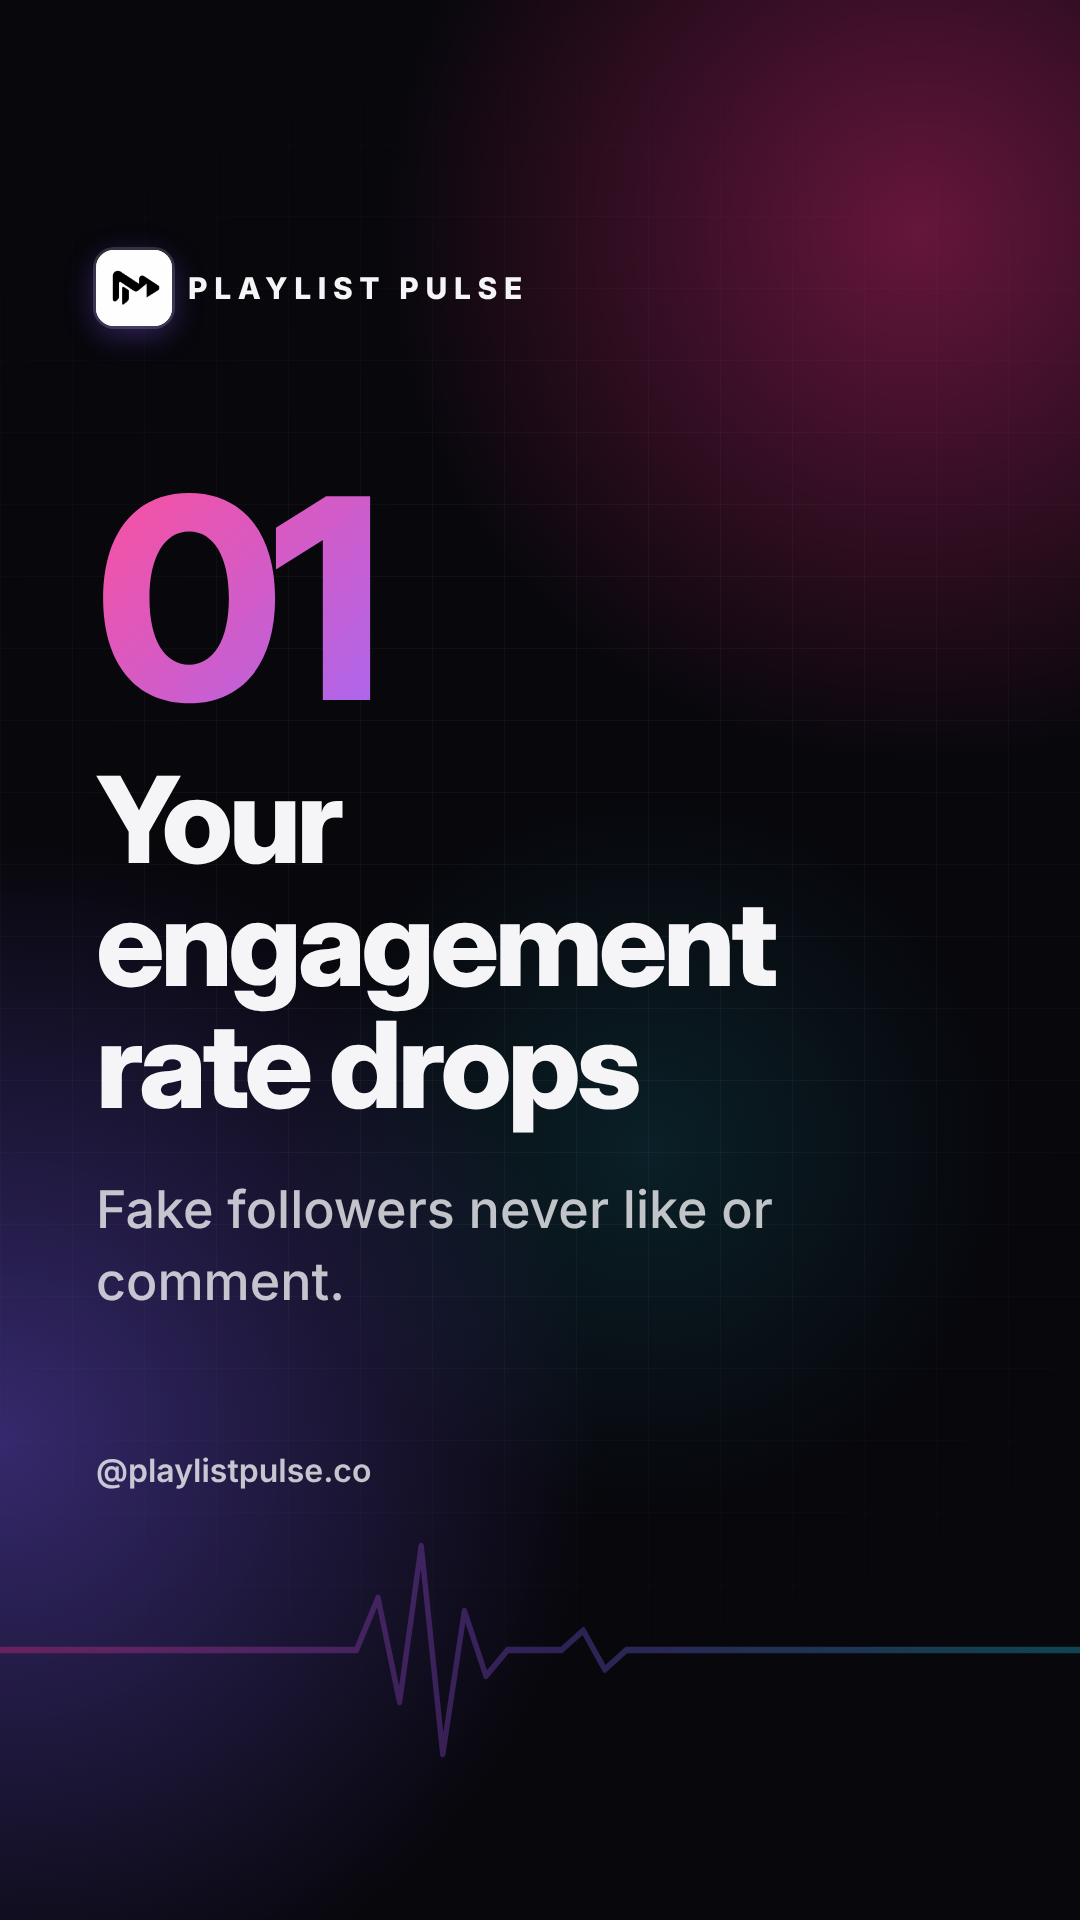 PLAYLIST PULSE
01
Your
engagement
rate drops
Fake followers never like or
comment.
@playlistpulse.co